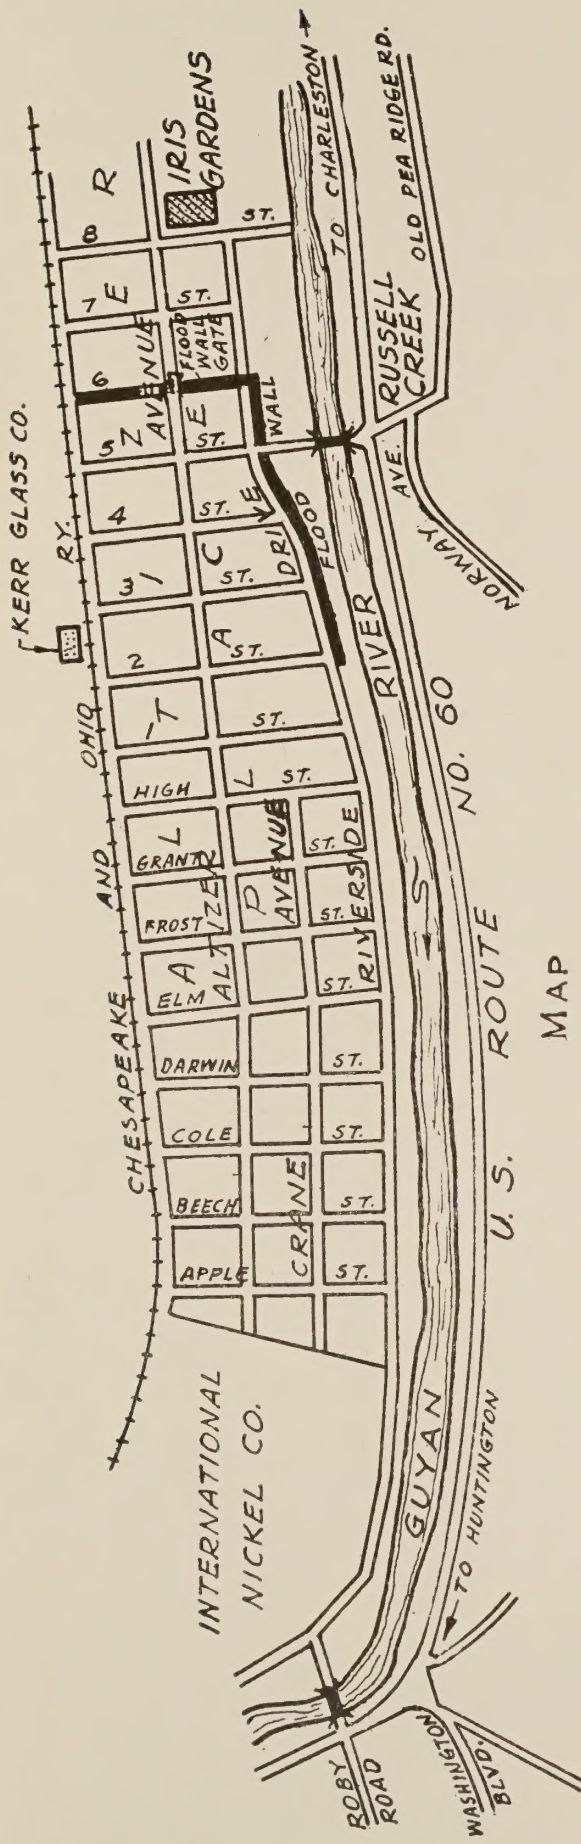 KERR GLASS CO.
CHESAPEAKE AND OHIO RY.
INTERNATIONAL
NICKEL CO.
APPLE ST.
BEECH ST.
COLE ST.
DARWIN ST.
ELM ST.
FROST ST.
GRANT ST.
HIGH ST.
1 ST.
2 ST.
3 ST.
4 ST.
5 ST.
6
7 ST.
8 ST.
ALTIZER AVENUE
CRANE AVENUE
RIVERSIDE DRIVE
A L T I Z E R
P L A C E
FLOOD
WALL
GATE
FLOOD WALL
IRIS
GARDENS
GUYAN RIVER
TO CHARLESTON
OLD PEA RIDGE RD.
RUSSELL
CREEK
NORWAY AVE.
U.S. ROUTE NO. 60
TO HUNTINGTON
ROBY
ROAD
WASHINGTON
BLVD.
MAP